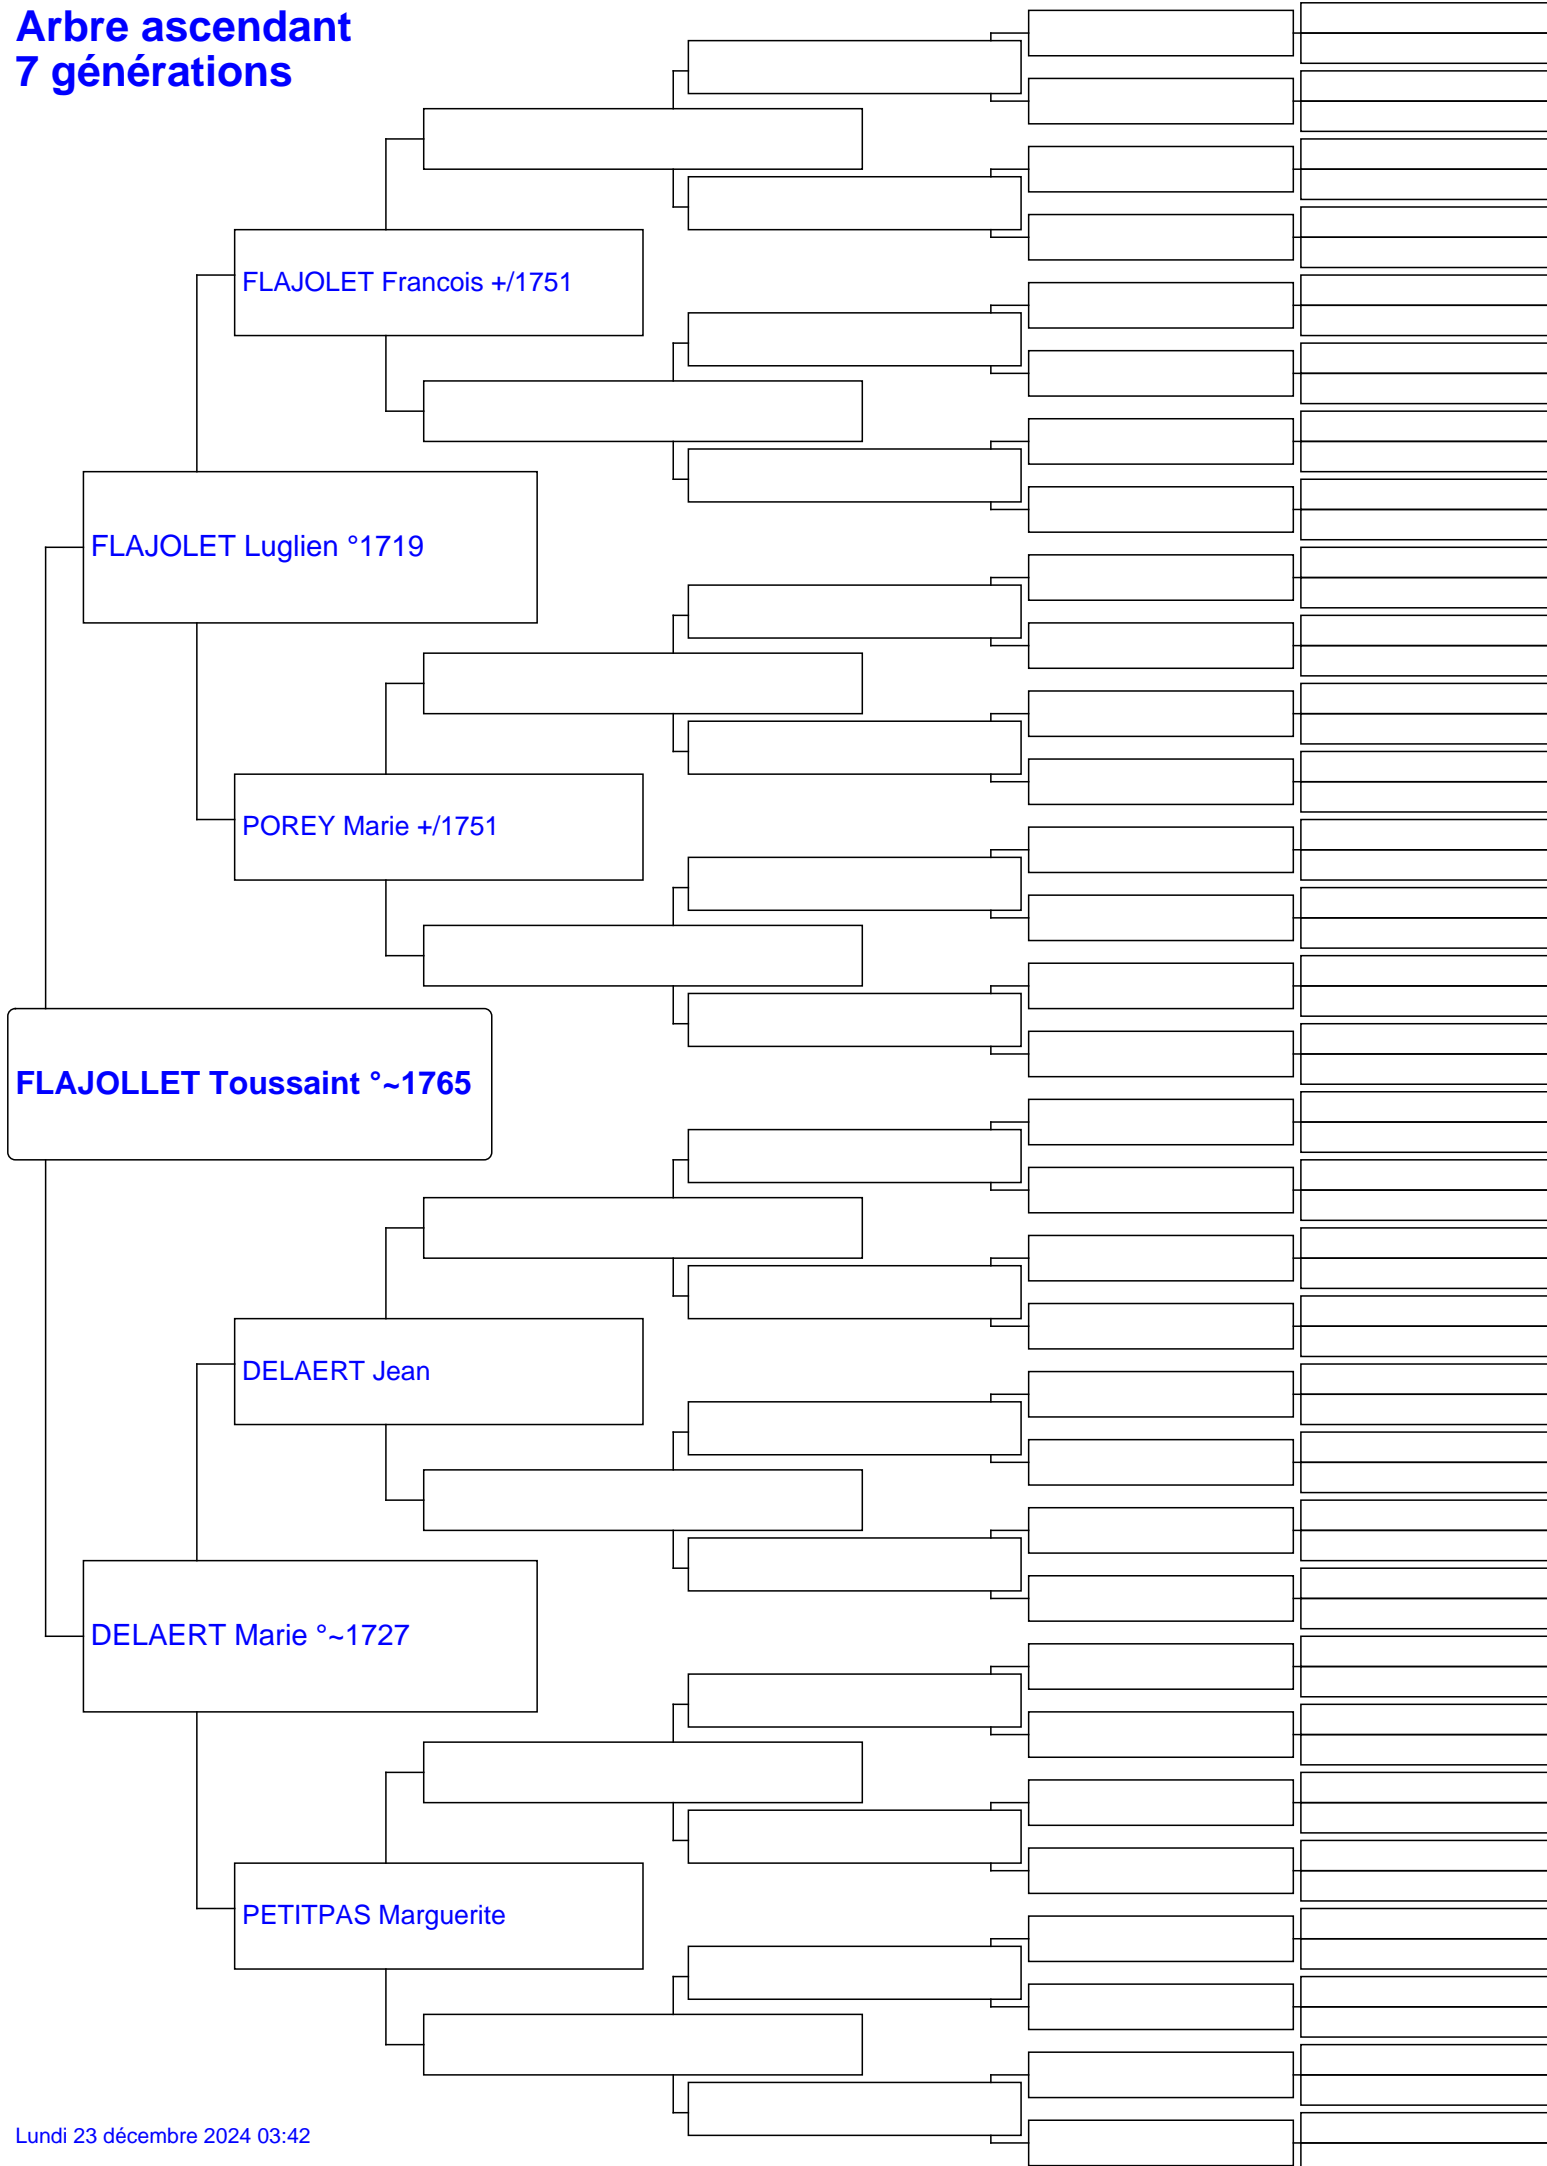 Arbre ascendant
7 générations
FLAJOLET Francois +/1751
FLAJOLET Luglien °1719
POREY Marie +/1751
FLAJOLLET Toussaint °~1765
DELAERT Jean
DELAERT Marie °~1727
PETITPAS Marguerite
Lundi 23 décembre 2024 03:42